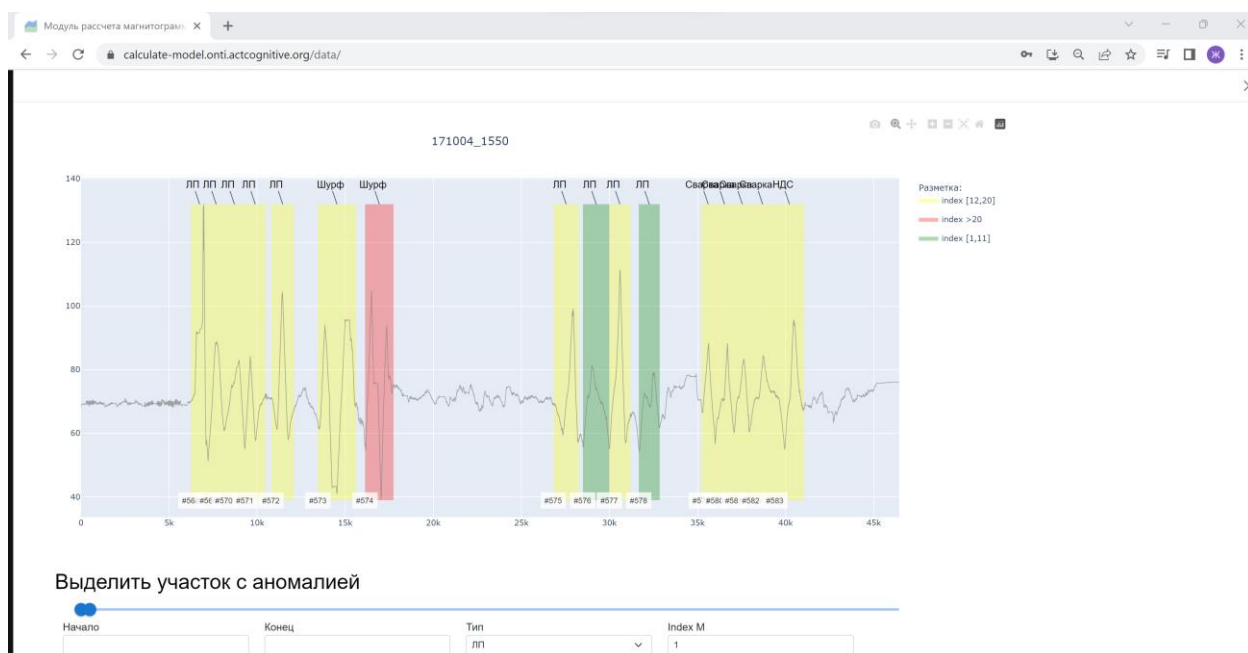 Модуль рассчета магнитограмм
calculate-model.onti.actcognitive.org/data/
Ж
171004_1550
140
120
100
80
60
40
ЛП ЛП ЛП ЛП ЛП Шурф Шурф ЛП ЛП ЛП ЛП Сварка НДС
#570 #571 #572 #573 #574 #575 #576 #577 #578 #582 #583
0 5k 10k 15k 20k 25k 30k 35k 40k 45k
Разметка:
index [12,20]
index >20
index [1,11]
Выделить участок с аномалией
Начало Конец Тип Index M
ЛП 1